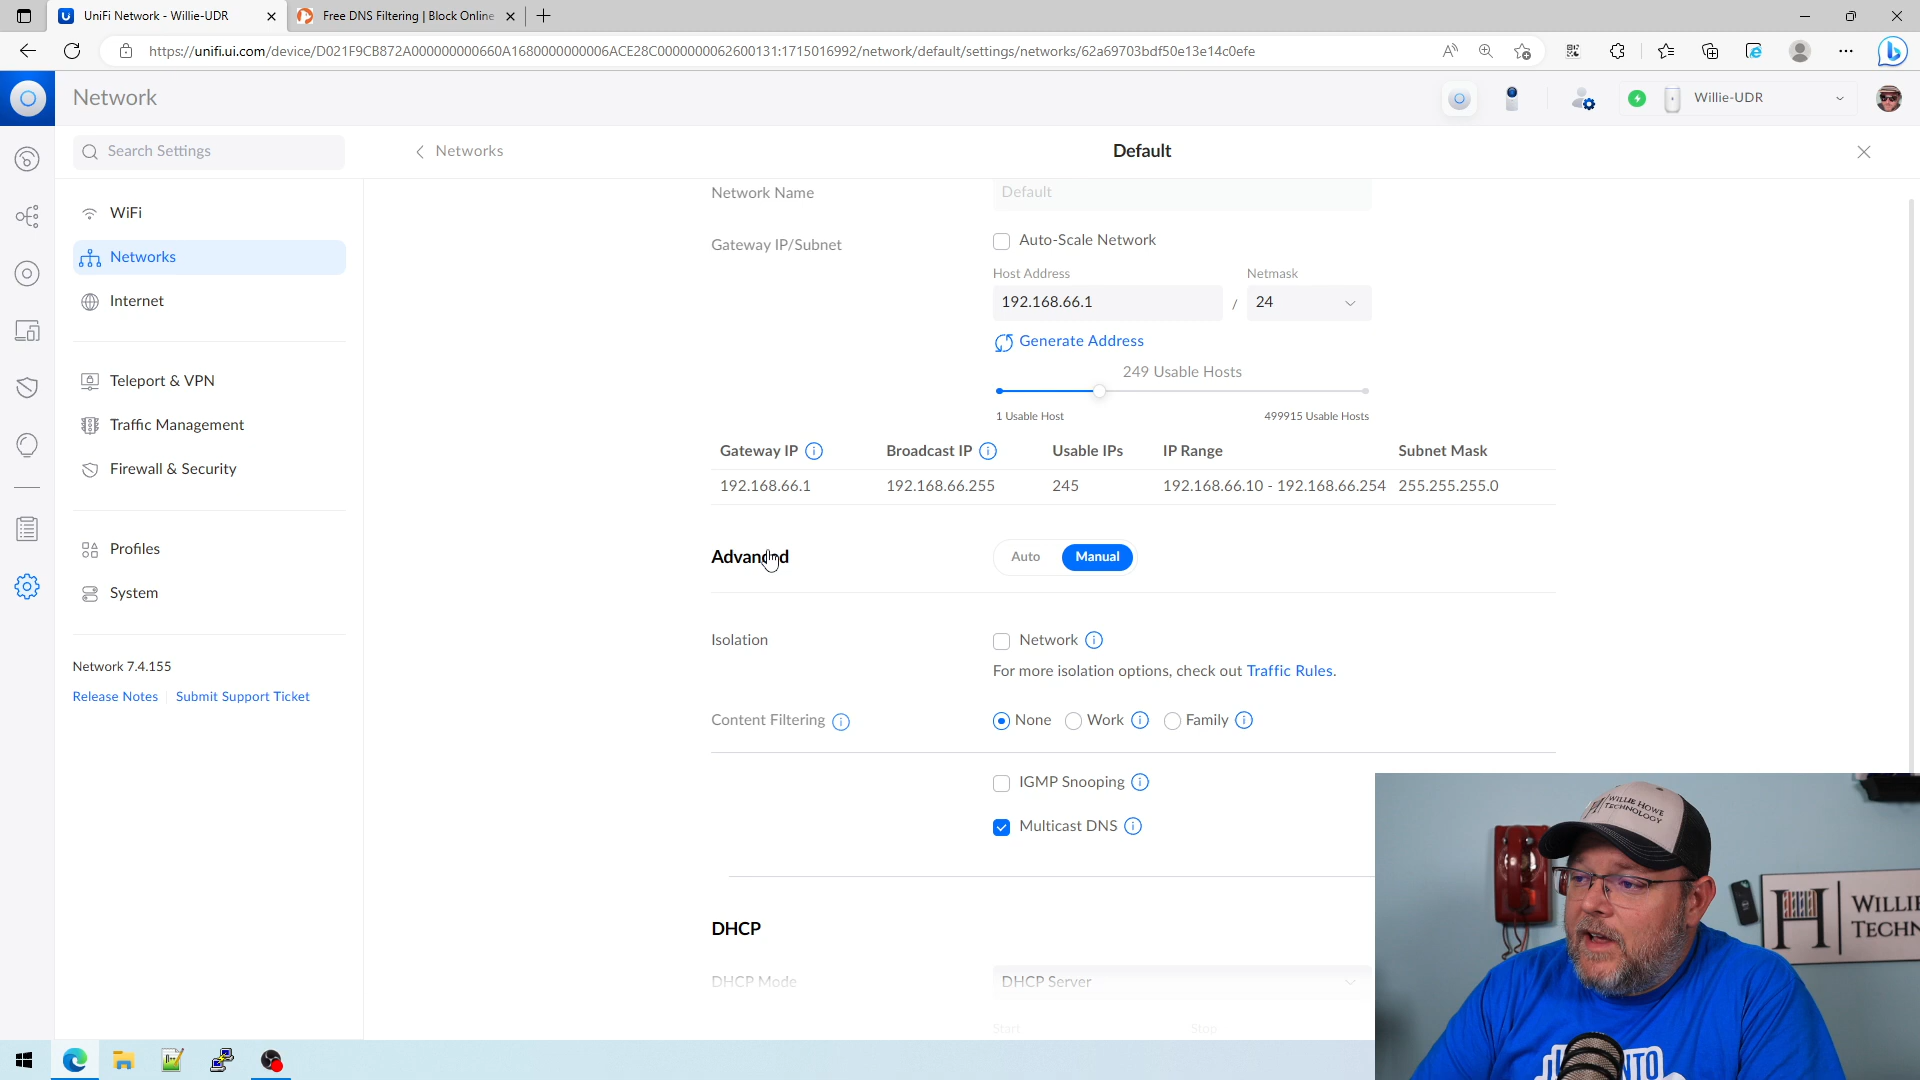 UniFi Network - Willie-UDR
Free DNS Filtering | Block Online
https://unifi.ui.com/device/D021F9CB872A000000000660A1680000000006ACE28C0000000062600131:1715016992/network/default/settings/networks/62a69703bdf50e13e14c0efe
Network
Willie-UDR
Search Settings
Networks
Default
WiFi
Networks
Internet
Teleport & VPN
Traffic Management
Firewall & Security
Profiles
System
Network 7.4.155
Release Notes
Submit Support Ticket
Network Name
Default
Gateway IP/Subnet
Auto-Scale Network
Host Address
Netmask
192.168.66.1
/
24
Generate Address
249 Usable Hosts
1 Usable Host
499915 Usable Hosts
Gateway IP
Broadcast IP
Usable IPs
IP Range
Subnet Mask
192.168.66.1
192.168.66.255
245
192.168.66.10 - 192.168.66.254
255.255.255.0
Advanced
Auto
Manual
Isolation
Network
For more isolation options, check out Traffic Rules.
Content Filtering
None
Work
Family
IGMP Snooping
Multicast DNS
DHCP
DHCP Mode
DHCP Server
Start
Stop
WILLIE HOWE
TECHNOLOGY
WILLIE
TECHN